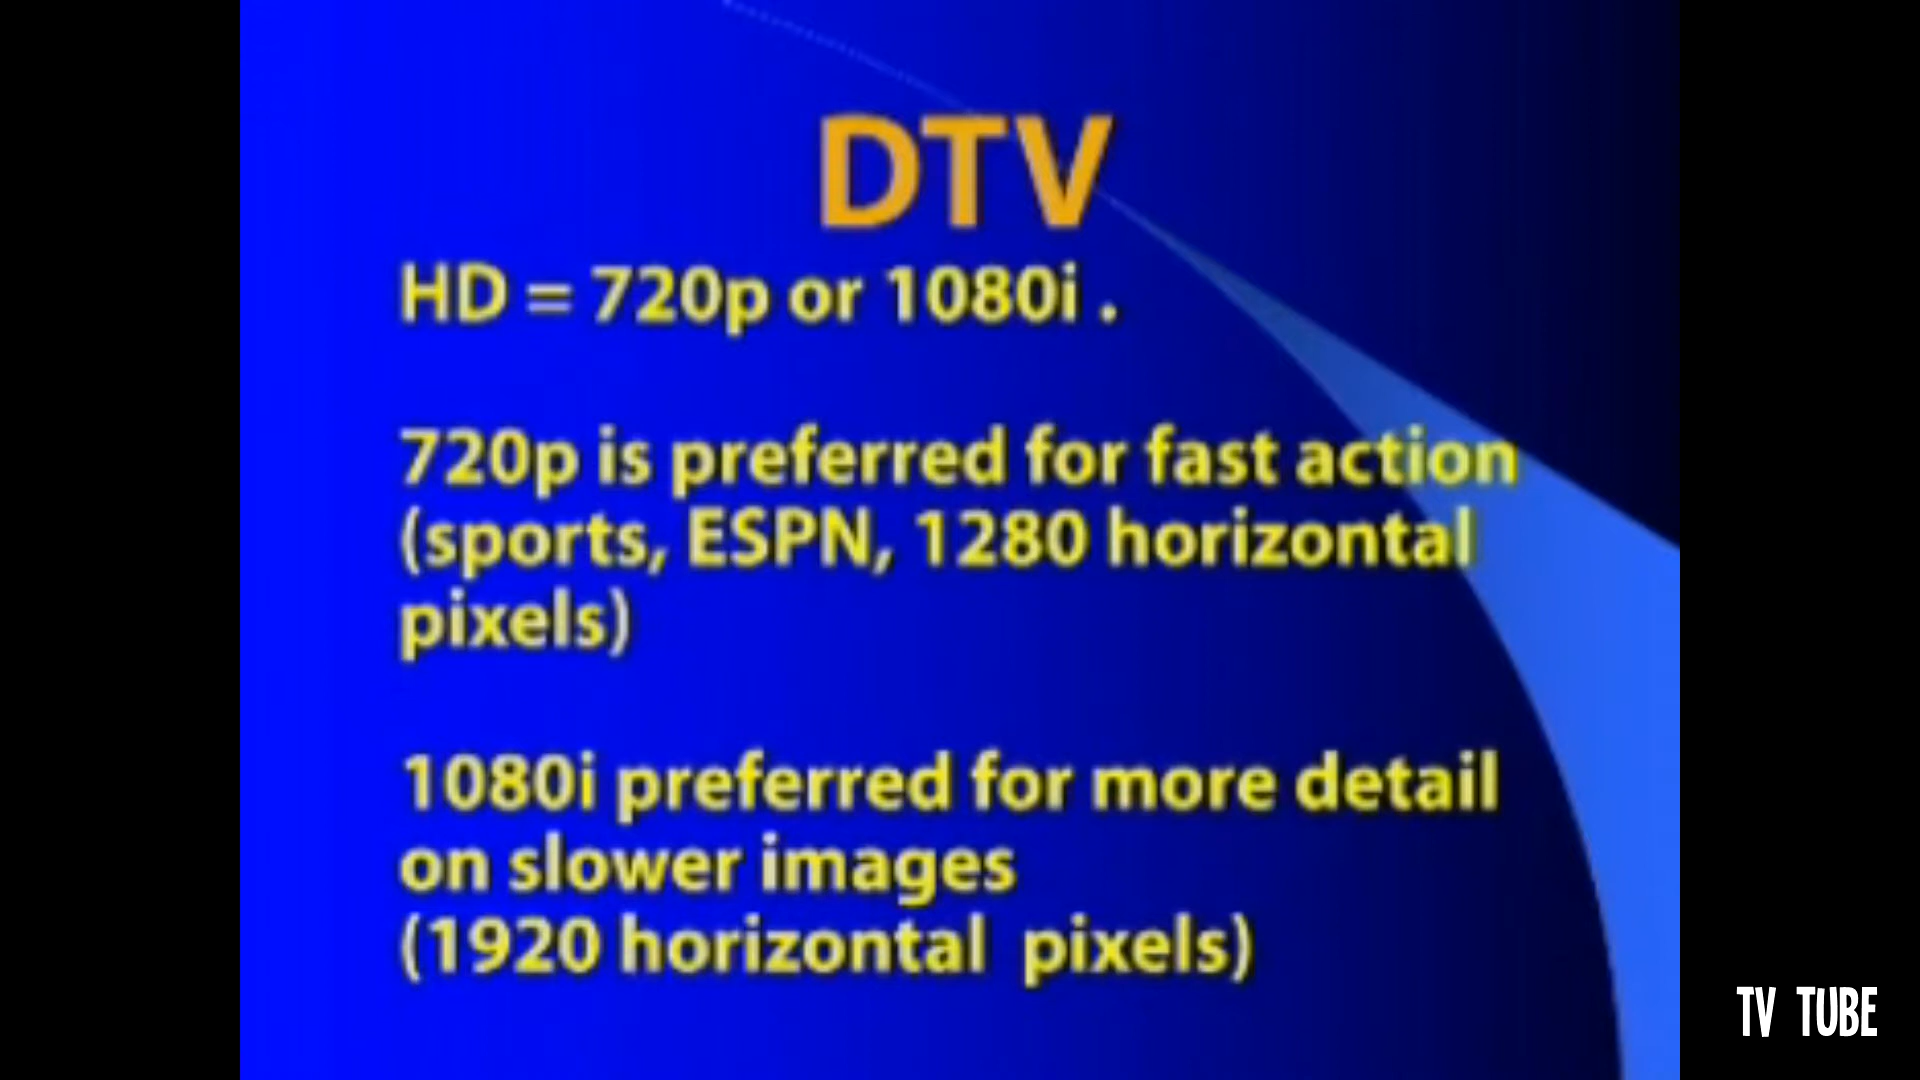 DTV
HD = 720p or 1080i .
720p is preferred for fast action
(sports, ESPN, 1280 horizontal
pixels)
1080i preferred for more detail
on slower images
(1920 horizontal  pixels)
TV TUBE